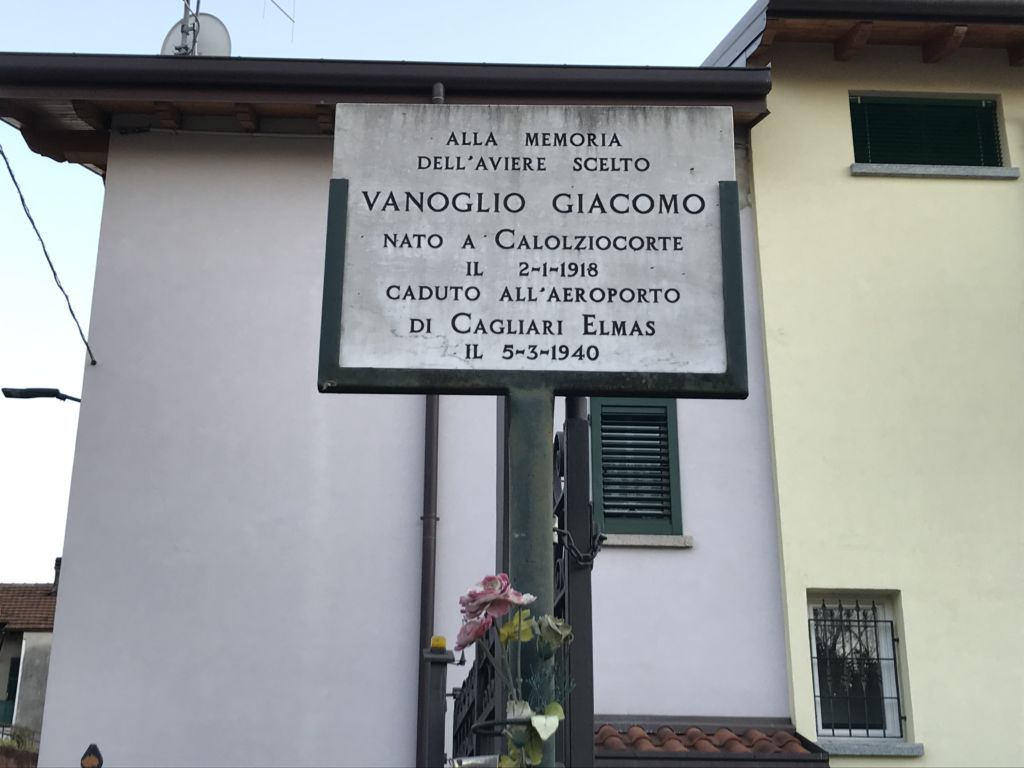 ALLA MEMORIA
DELL'AVIERE SCELTO
VANOGLIO GIACOMO
NATO A CALOLZIOCORTE
IL 2-1-1918
CADUTO ALL'AEROPORTO
DI CAGLIARI ELMAS
IL 5-3-1940